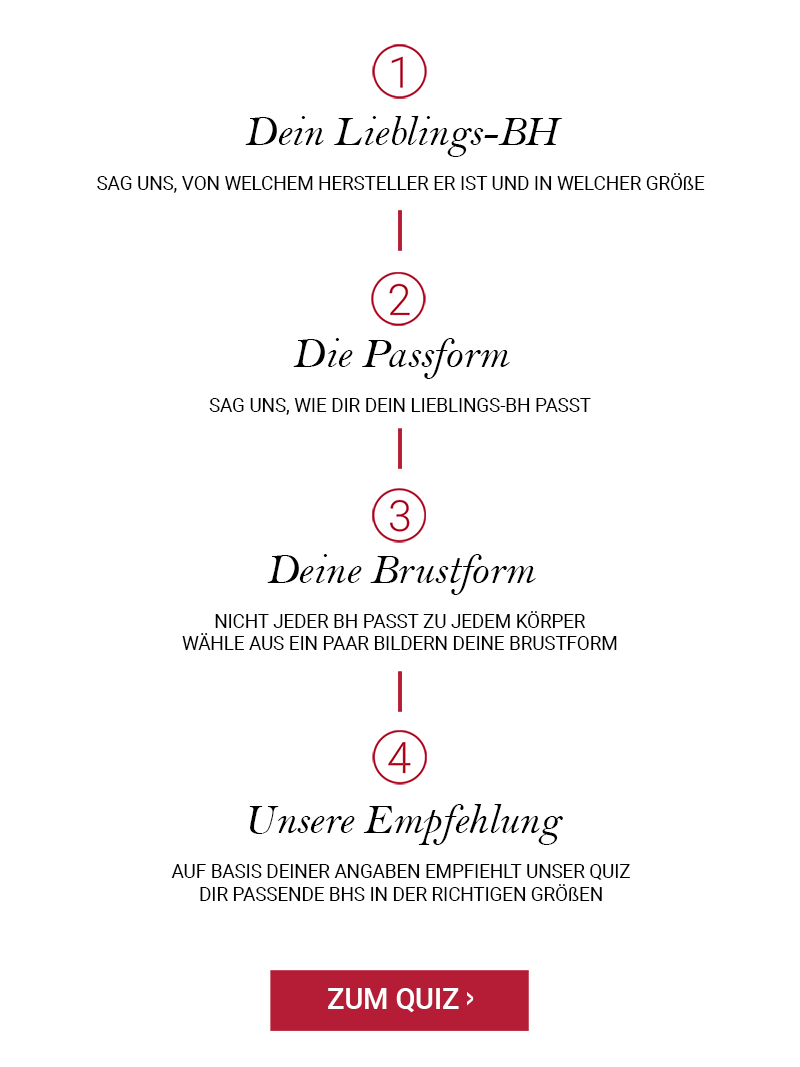 1
Dein Lieblings-BH
SAG UNS, VON WELCHEM HERSTELLER ER IST UND IN WELCHER GRÖßE
2
Die Passform
SAG UNS, WIE DIR DEIN LIEBLINGS-BH PASST
3
Deine Brustform
NICHT JEDER BH PASST ZU JEDEM KÖRPER
WÄHLE AUS EIN PAAR BILDERN DEINE BRUSTFORM
4
Unsere Empfehlung
AUF BASIS DEINER ANGABEN EMPFIEHLT UNSER QUIZ
DIR PASSENDE BHS IN DER RICHTIGEN GRÖßEN
ZUM QUIZ ›